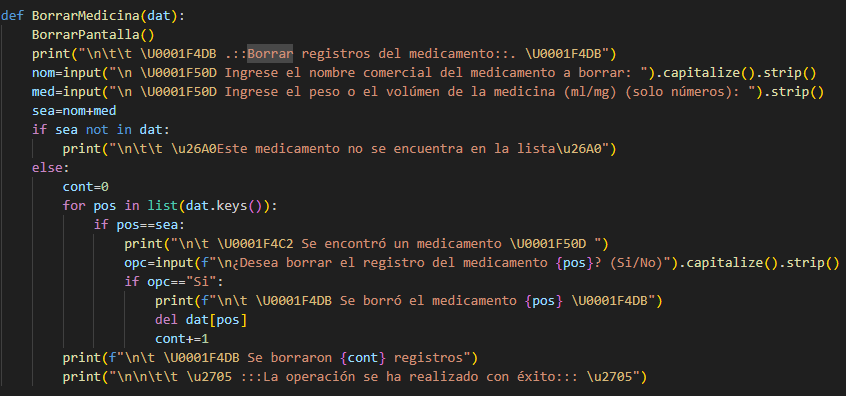 def BorrarMedicina(dat):
    BorrarPantalla()
    print("\n\t\t \U0001F4DB .::Borrar registros del medicamento::. \U0001F4DB")
    nom=input("\n \U0001F50D Ingrese el nombre comercial del medicamento a borrar: ").capitalize().strip()
    med=input("\n \U0001F50D Ingrese el peso o el volúmen de la medicina (ml/mg) (solo números): ").strip()
    sea=nom+med
    if sea not in dat:
        print("\n\t\t \u26A0Este medicamento no se encuentra en la lista\u26A0")
    else:
        cont=0
        for pos in list(dat.keys()):
            if pos==sea:
                print("\n\t \U0001F4C2 Se encontró un medicamento \U0001F50D ")
                opc=input(f"\n¿Desea borrar el registro del medicamento {pos}? (Si/No)").capitalize().strip()
                if opc=="Si":
                    print(f"\n\t \U0001F4DB Se borró el medicamento {pos} \U0001F4DB")
                    del dat[pos]
                    cont+=1
        print(f"\n\t \U0001F4DB Se borraron {cont} registros")
        print("\n\n\t\t \u2705 :::La operación se ha realizado con éxito::: \u2705")